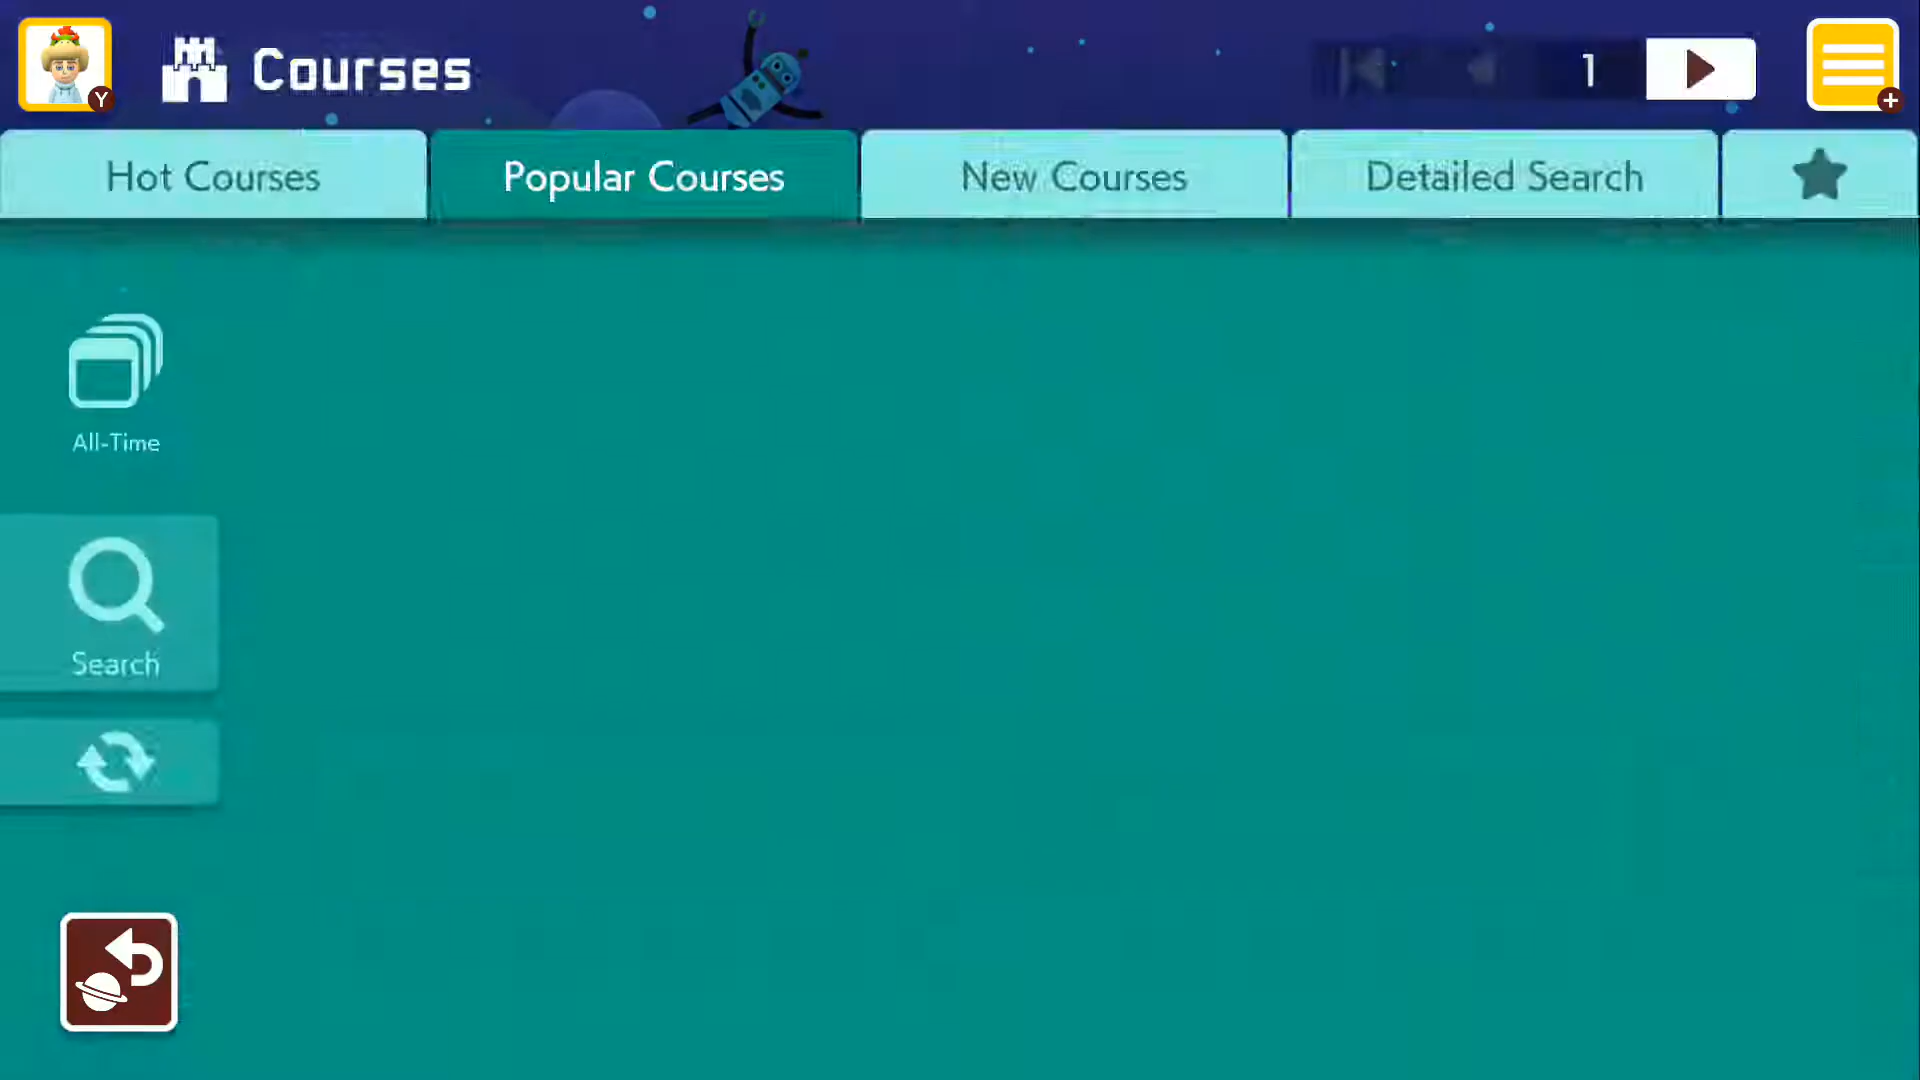 Y
Courses
1
+
Hot Courses
Popular Courses
New Courses
Detailed Search
All-Time
Search